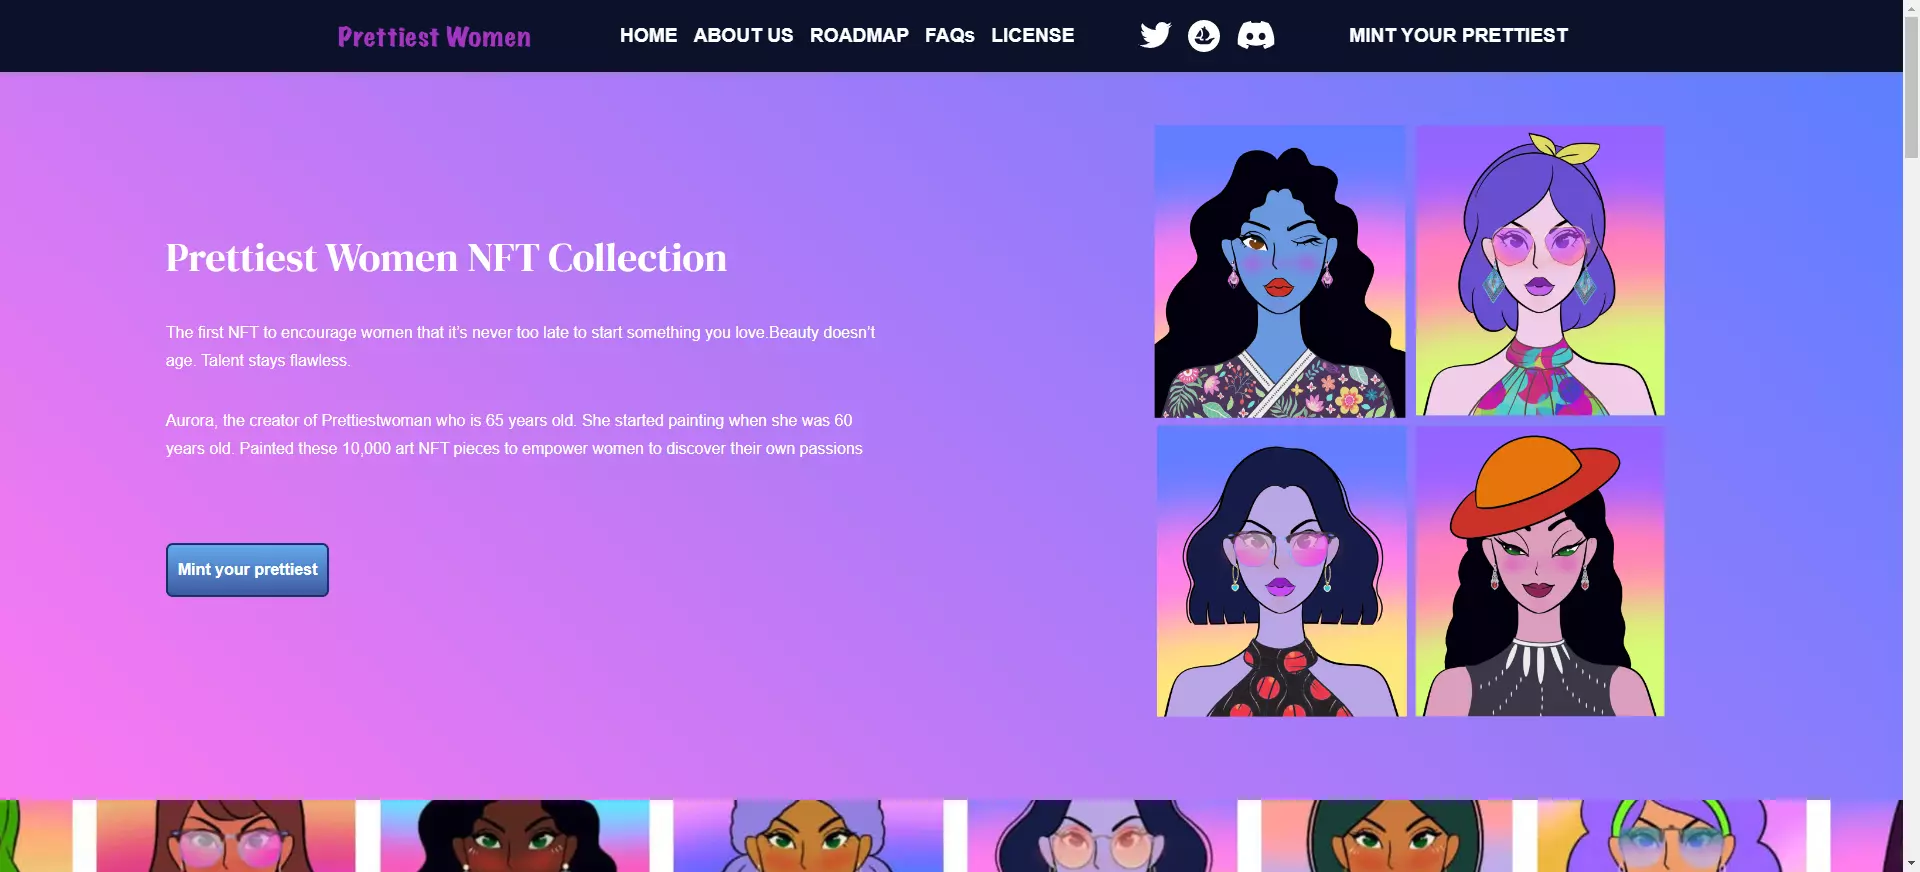 Prettiest Women
HOME ABOUT US ROADMAP FAQs LICENSE
MINT YOUR PRETTIEST
Prettiest Women NFT Collection
The first NFT to encourage women that it’s never too late to start something you love.Beauty doesn’t
age. Talent stays flawless.
Aurora, the creator of Prettiestwoman who is 65 years old. She started painting when she was 60
years old. Painted these 10,000 art NFT pieces to empower women to discover their own passions
Mint your prettiest